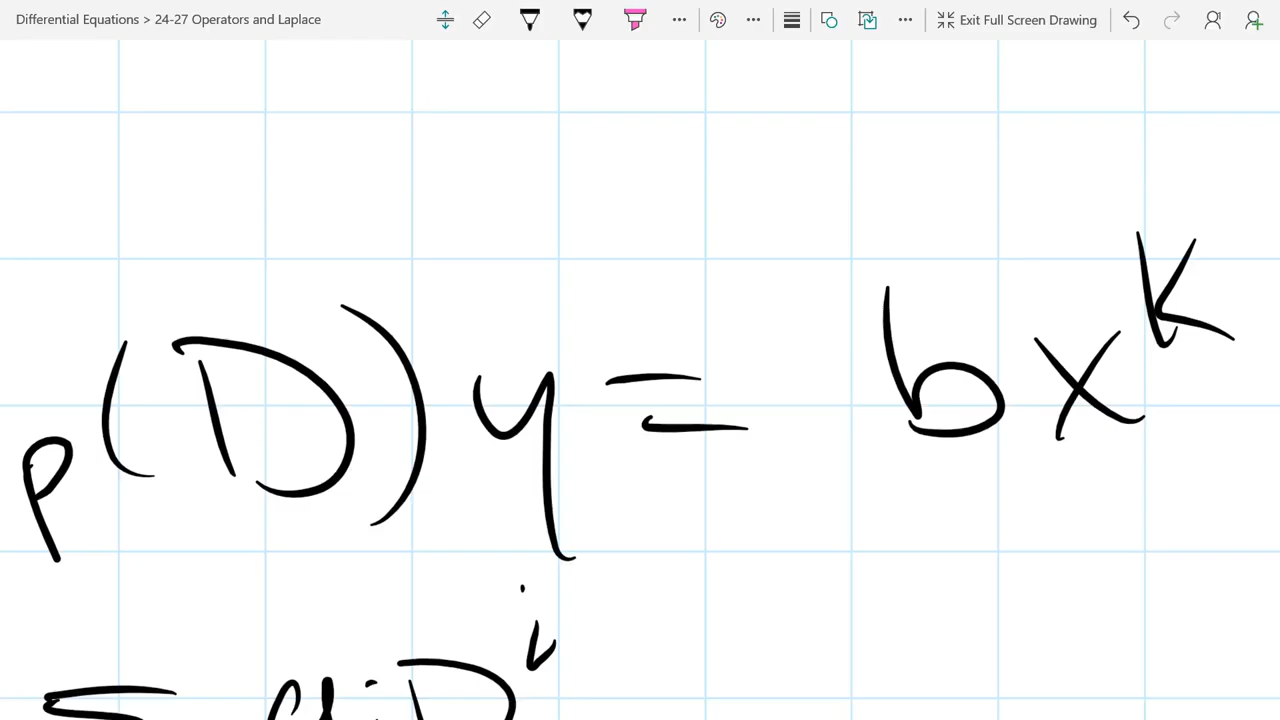 Differential Equations > 24-27 Operators and Laplace
Exit Full Screen Drawing
p(D)y = bx^k